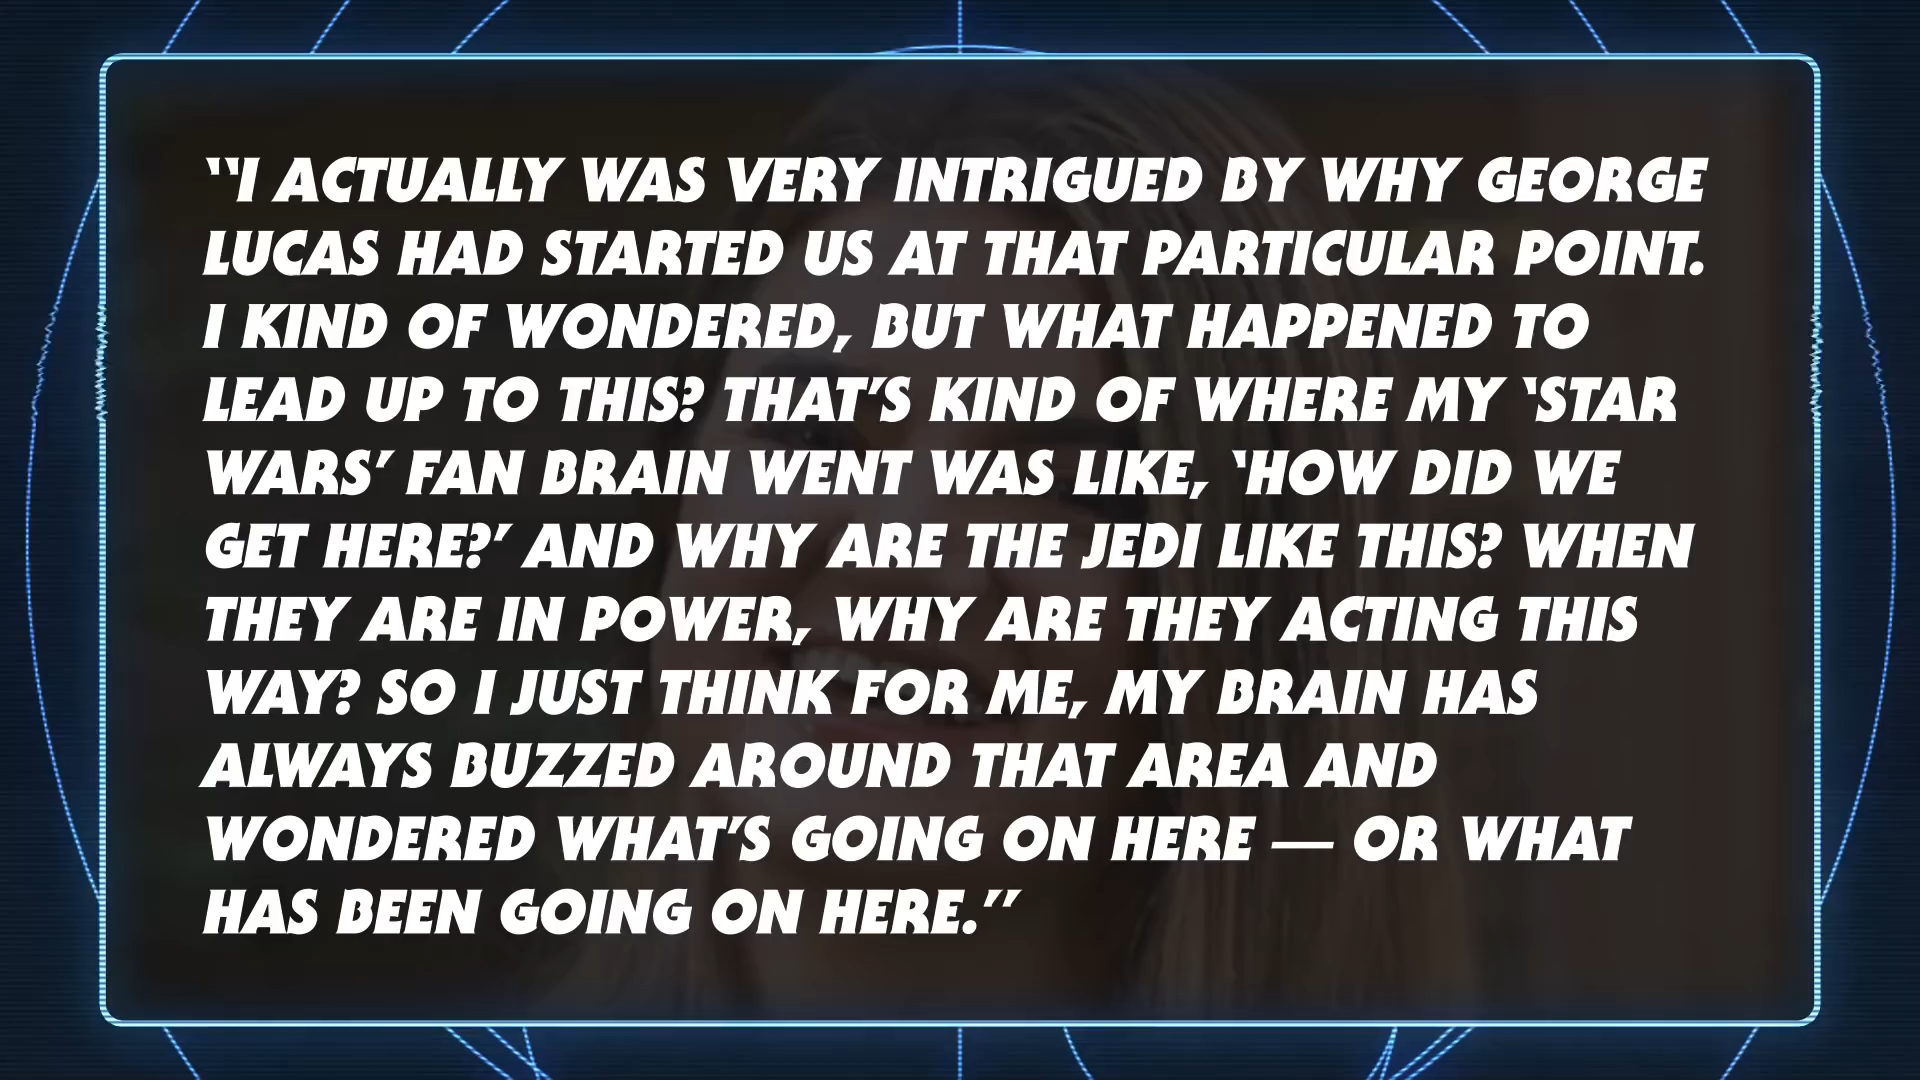 “I ACTUALLY WAS VERY INTRIGUED BY WHY GEORGE
LUCAS HAD STARTED US AT THAT PARTICULAR POINT.
I KIND OF WONDERED, BUT WHAT HAPPENED TO
LEAD UP TO THIS? THAT’S KIND OF WHERE MY ‘STAR
WARS’ FAN BRAIN WENT WAS LIKE, ‘HOW DID WE
GET HERE?’ AND WHY ARE THE JEDI LIKE THIS? WHEN
THEY ARE IN POWER, WHY ARE THEY ACTING THIS
WAY? SO I JUST THINK FOR ME, MY BRAIN HAS
ALWAYS BUZZED AROUND THAT AREA AND
WONDERED WHAT’S GOING ON HERE — OR WHAT
HAS BEEN GOING ON HERE.”